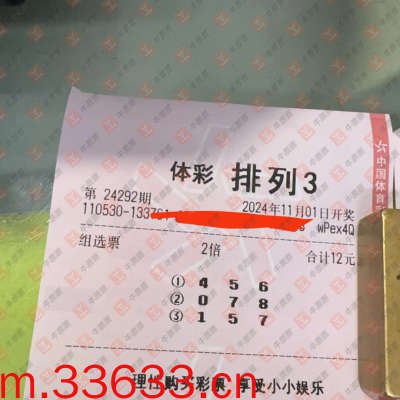 体彩 排列3
第 24292期 2024年11月01日开奖
110530-1337 wPex4Q
组选票 2倍 合计12元
① 4 5 6
② 0 7 8
③ 1 5 7
理性购买彩票 享受小小娱乐
中国体育
m.33633.cn